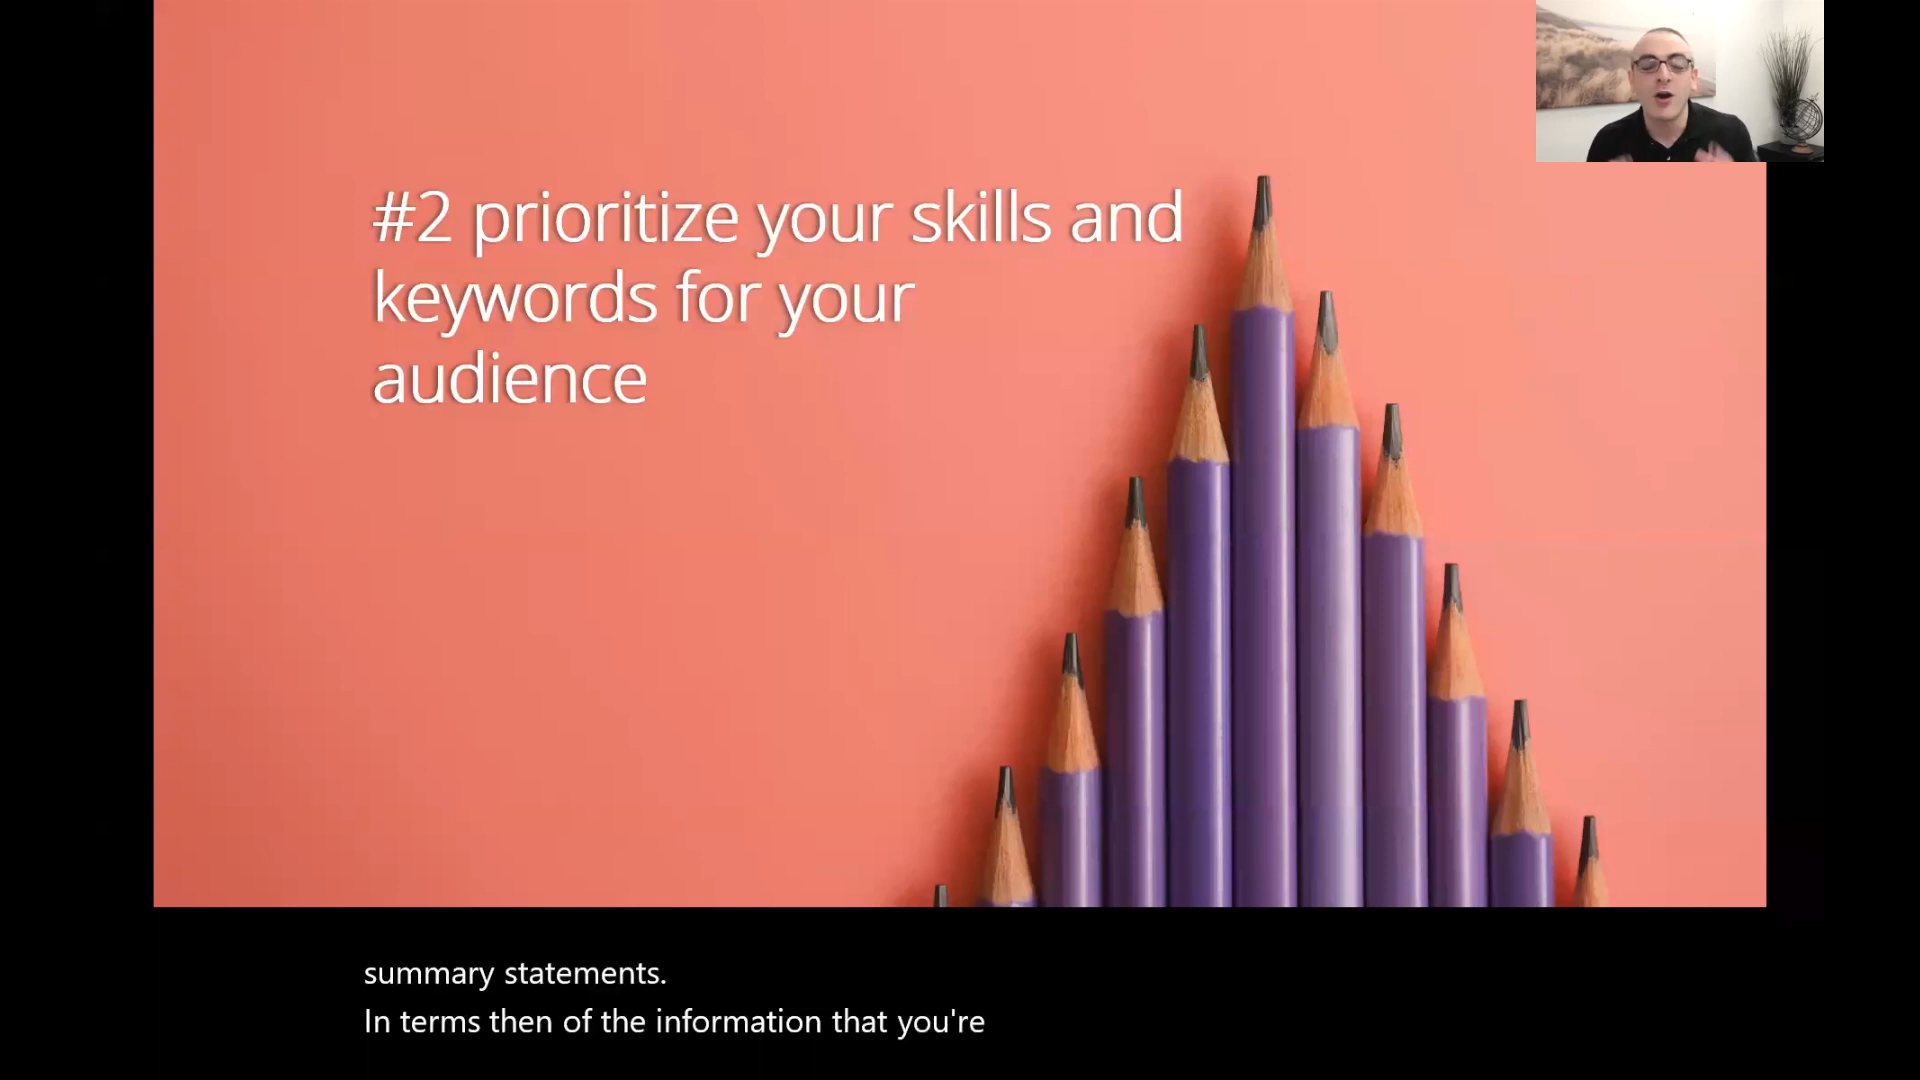 #2 prioritize your skills and
keywords for your
audience
summary statements.
In terms then of the information that you're